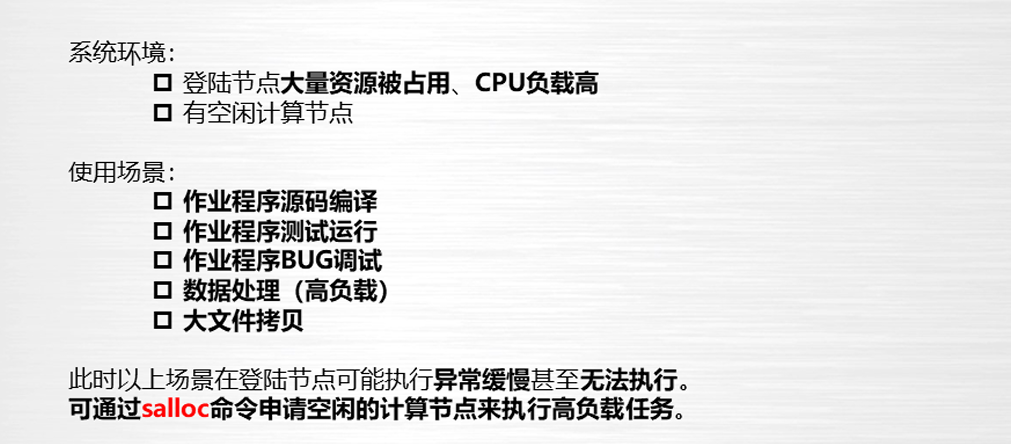 系统环境：
登陆节点大量资源被占用、CPU负载高
有空闲计算节点
使用场景：
作业程序源码编译
作业程序测试运行
作业程序BUG调试
数据处理（高负载）
大文件拷贝
此时以上场景在登陆节点可能执行异常缓慢甚至无法执行。
可通过salloc命令申请空闲的计算节点来执行高负载任务。